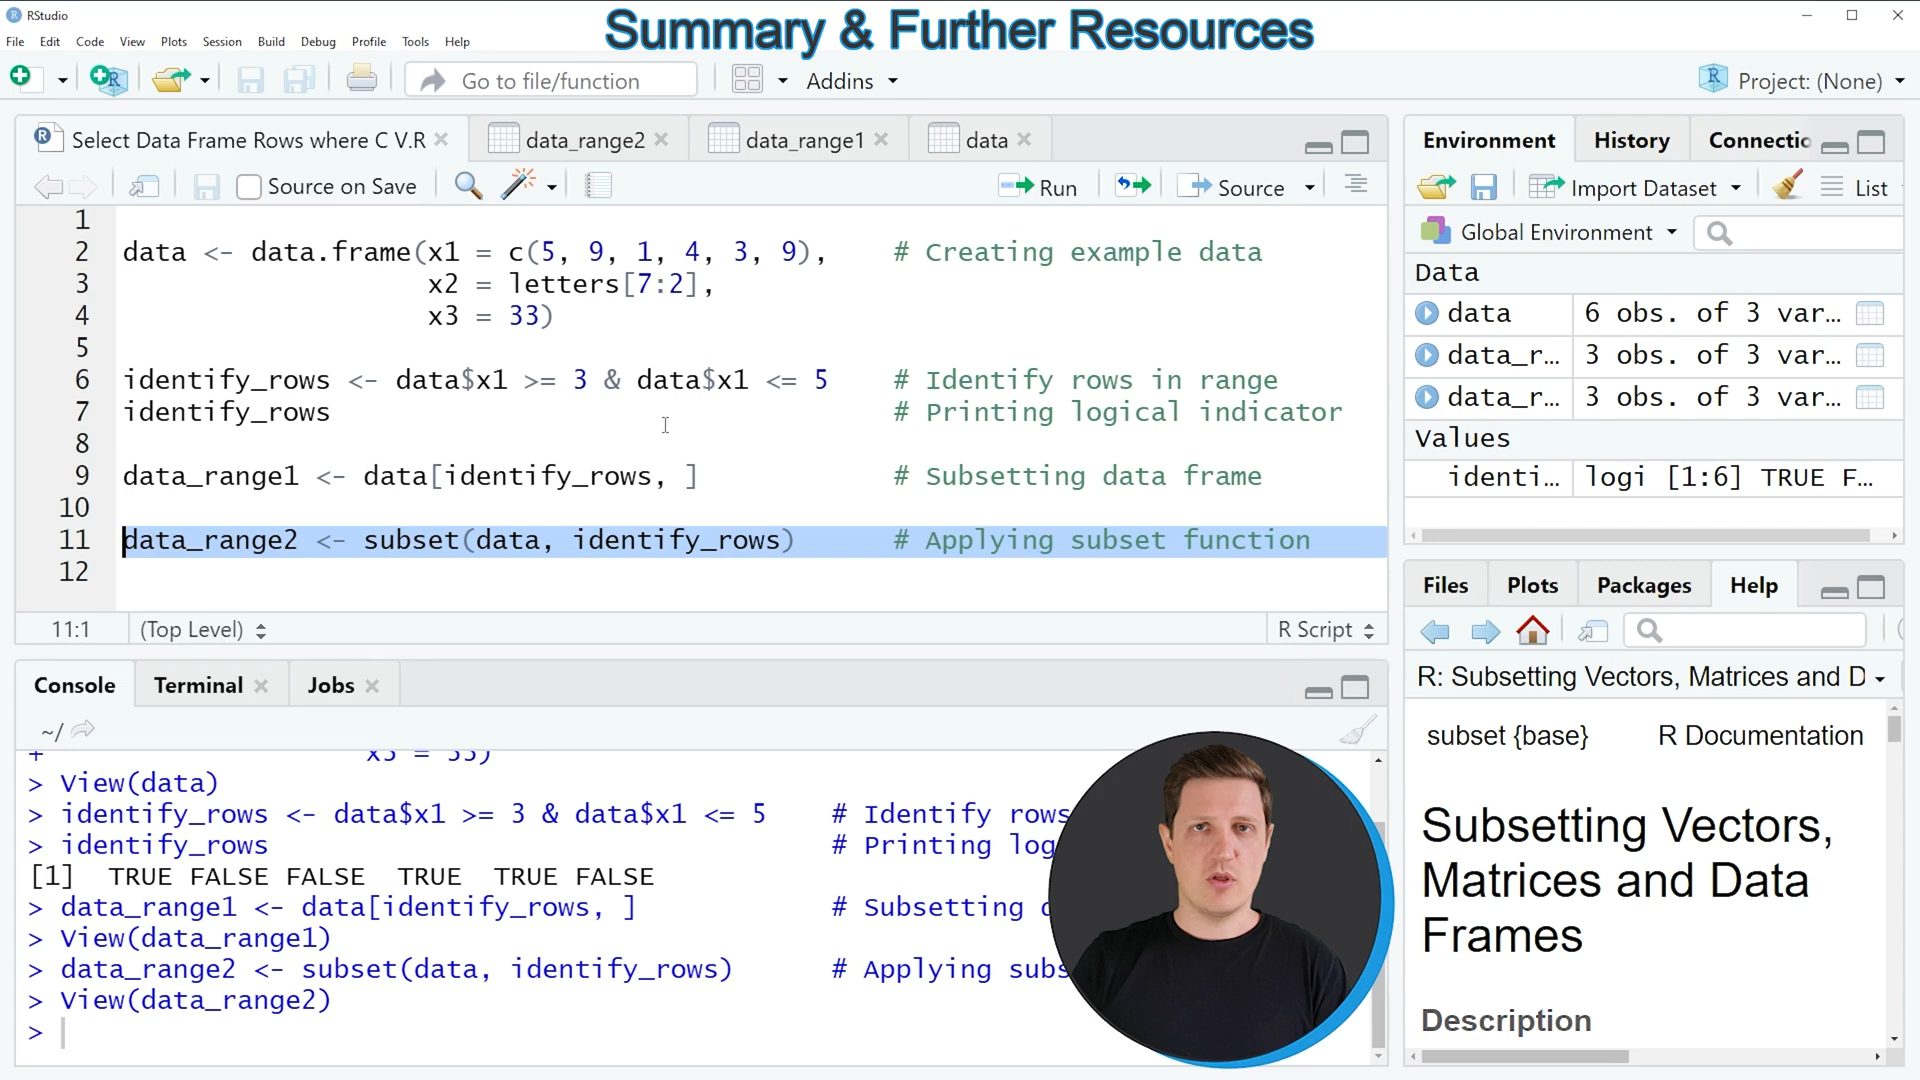 RStudio
Summary & Further Resources
File Edit Code View Plots Session Build Debug Profile Tools Help
Go to file/function
Addins
Project: (None)
Select Data Frame Rows where C V.R
data_range2
data_range1
data
Source on Save
Run
Source
1
2 data <- data.frame(x1 = c(5, 9, 1, 4, 3, 9), # Creating example data
3 x2 = letters[7:2],
4 x3 = 33)
5
6 identify_rows <- data$x1 >= 3 & data$x1 <= 5 # Identify rows in range
7 identify_rows # Printing logical indicator
8
9 data_range1 <- data[identify_rows, ] # Subsetting data frame
10
11 data_range2 <- subset(data, identify_rows) # Applying subset function
12
11:1 (Top Level) R Script
Console Terminal Jobs
~/
+ x3 = 33)
> View(data)
> identify_rows <- data$x1 >= 3 & data$x1 <= 5 # Identify rows
> identify_rows # Printing log
[1] TRUE FALSE FALSE TRUE TRUE FALSE
> data_range1 <- data[identify_rows, ] # Subsetting d
> View(data_range1)
> data_range2 <- subset(data, identify_rows) # Applying subs
> View(data_range2)
>
Environment History Connectio
Import Dataset List
Global Environment
Data
data 6 obs. of 3 var…
data_r… 3 obs. of 3 var…
data_r… 3 obs. of 3 var…
Values
identi… logi [1:6] TRUE F…
Files Plots Packages Help
R: Subsetting Vectors, Matrices and D
subset {base} R Documentation
Subsetting Vectors,
Matrices and Data
Frames
Description